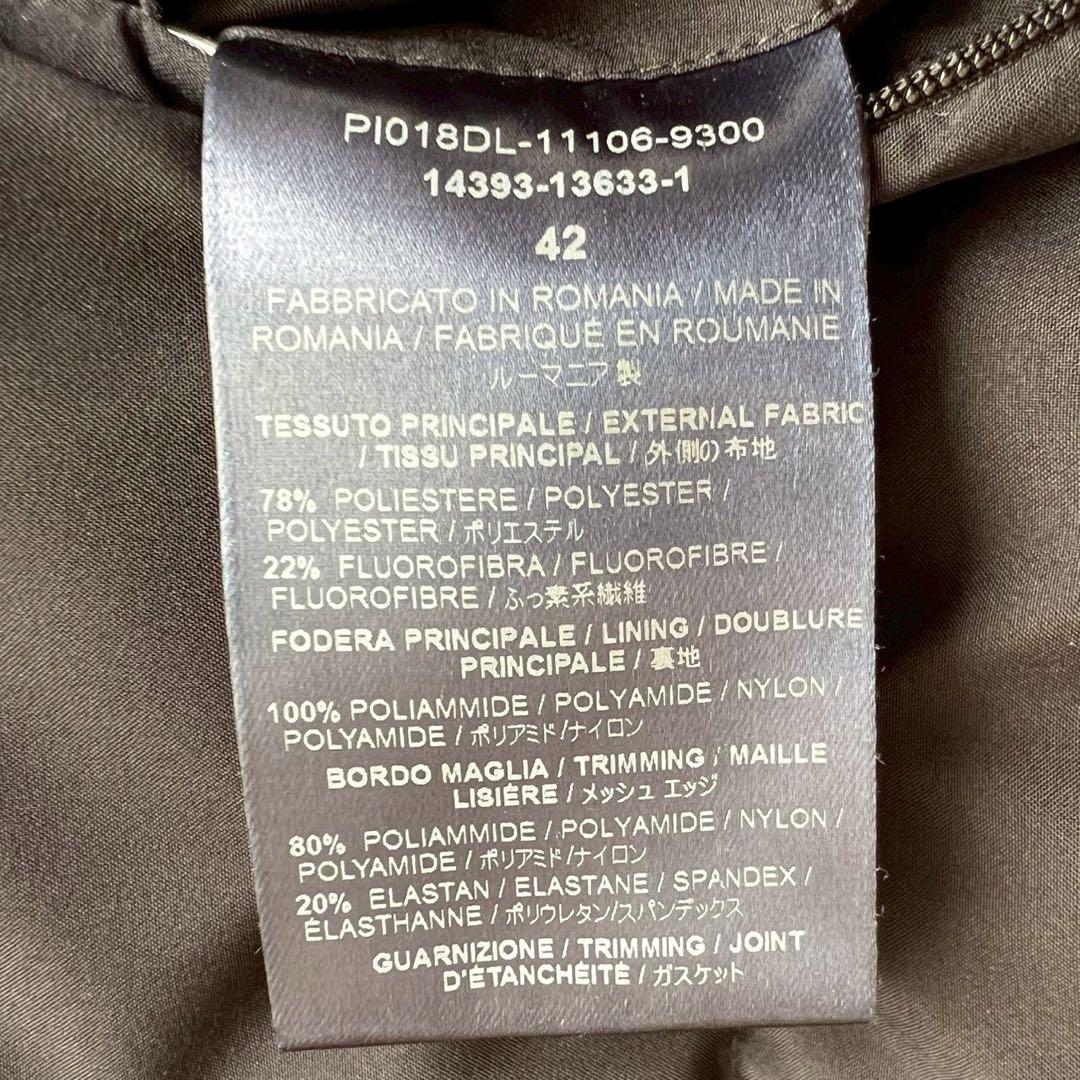 PI018DL-11106-9300
14393-13633-1
42
FABBRICATO IN ROMANIA / MADE IN
ROMANIA / FABRIQUÉ EN ROUMANIE /
ルーマニア製
TESSUTO PRINCIPALE / EXTERNAL FABRIC
/ TISSU PRINCIPAL / 外側の布地
78% POLIESTERE / POLYESTER /
POLYESTER / ポリエステル
22% FLUOROFIBRA / FLUOROFIBRE /
FLUOROFIBRE / ふっ素系繊維
FODERA PRINCIPALE / LINING / DOUBLURE
PRINCIPALE / 裏地
100% POLIAMMIDE / POLYAMIDE / NYLON /
POLYAMIDE / ポリアミド/ナイロン
BORDO MAGLIA / TRIMMING / MAILLE
LISIÈRE / メッシュ エッジ
80% POLIAMMIDE / POLYAMIDE / NYLON /
POLYAMIDE / ポリアミド/ナイロン
20% ELASTAN / ELASTANE / SPANDEX /
ÉLASTHANNE / ポリウレタン/スパンデックス
GUARNIZIONE / TRIMMING / JOINT
D'ÉTANCHÉITÉ / ガスケット